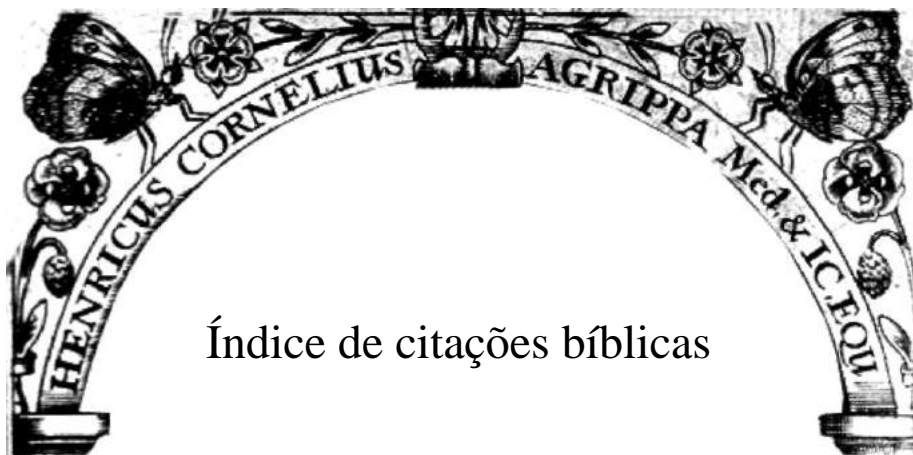 HENRICUS CORNELIUS AGRIPPA Med. & IC. EQU
Índice de citações bíblicas